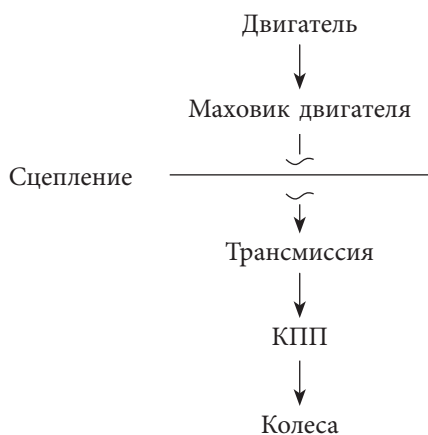 Двигатель
Маховик двигателя
Сцепление
Трансмиссия
КПП
Колеса